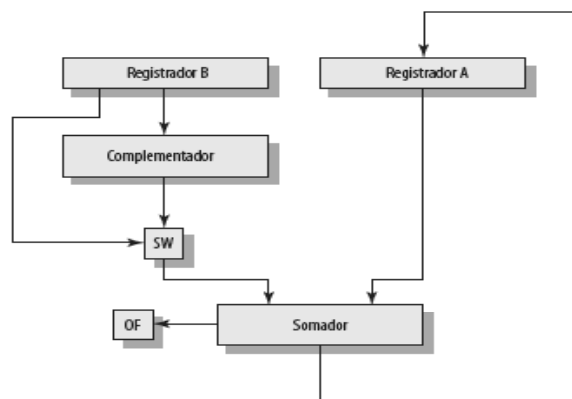 Registrador B
Registrador A
Complementador
SW
OF
Somador